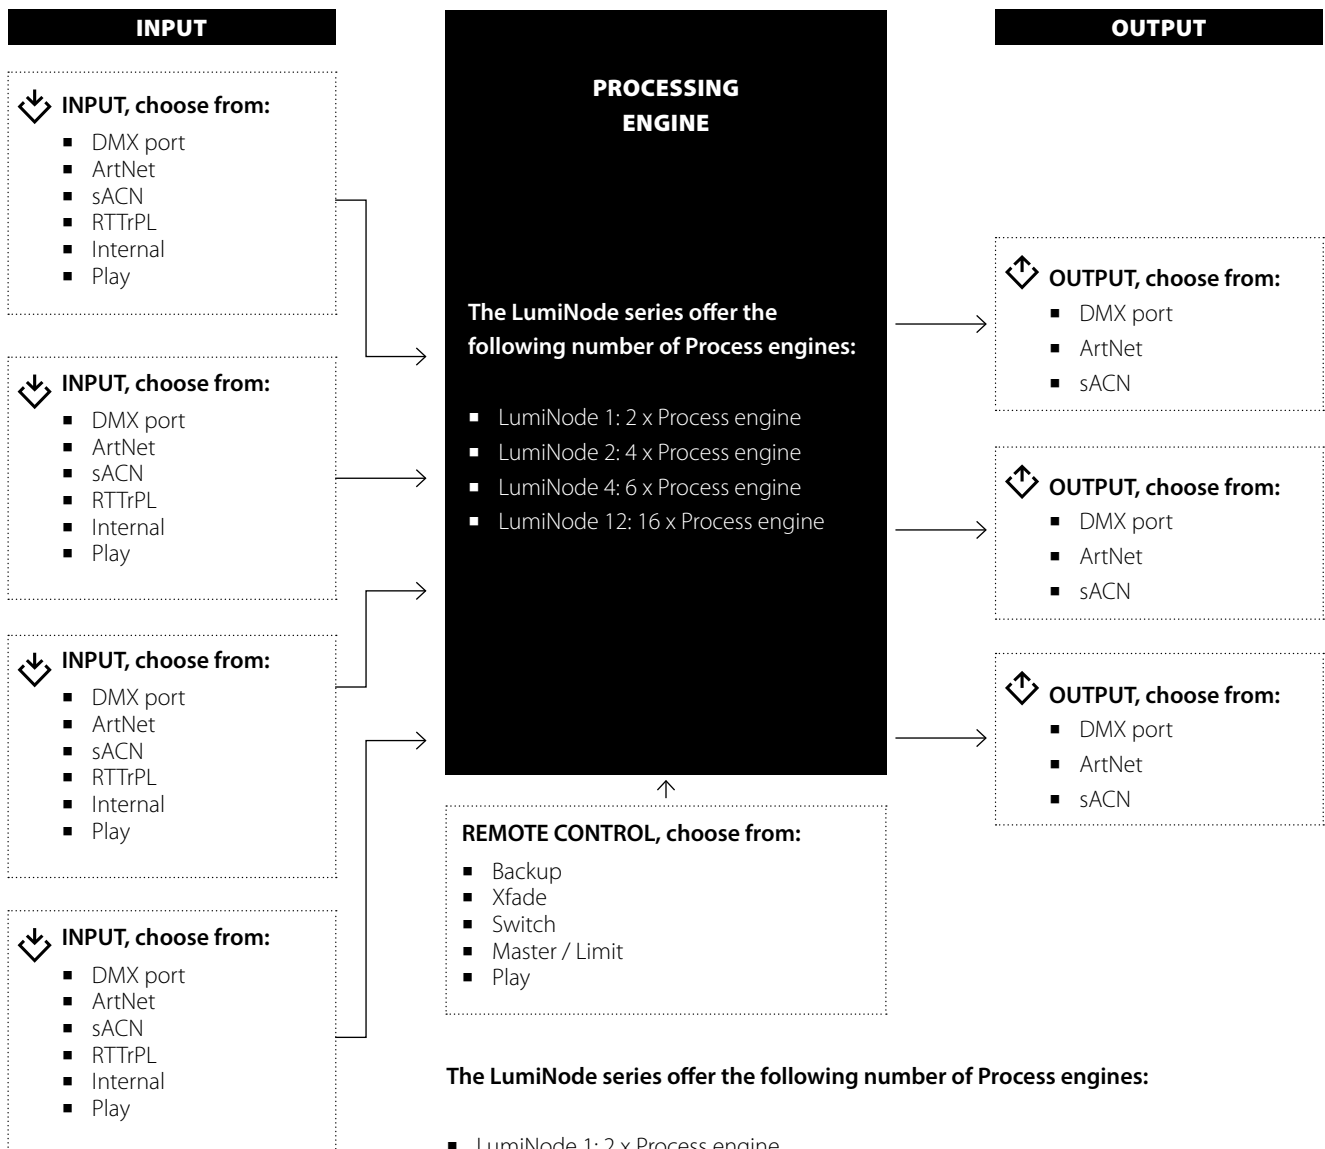 INPUT
INPUT, choose from:
DMX port
ArtNet
sACN
RTTrPL
Internal
Play
INPUT, choose from:
DMX port
ArtNet
sACN
RTTrPL
Internal
Play
INPUT, choose from:
DMX port
ArtNet
sACN
RTTrPL
Internal
Play
INPUT, choose from:
DMX port
ArtNet
sACN
RTTrPL
Internal
Play
PROCESSING
ENGINE
The LumiNode series offer the
following number of Process engines:
LumiNode 1: 2 x Process engine
LumiNode 2: 4 x Process engine
LumiNode 4: 6 x Process engine
LumiNode 12: 16 x Process engine
REMOTE CONTROL, choose from:
Backup
Xfade
Switch
Master / Limit
Play
The LumiNode series offer the following number of Process engines:
LumiNode 1: 2 x Process engine
OUTPUT
OUTPUT, choose from:
DMX port
ArtNet
sACN
OUTPUT, choose from:
DMX port
ArtNet
sACN
OUTPUT, choose from:
DMX port
ArtNet
sACN